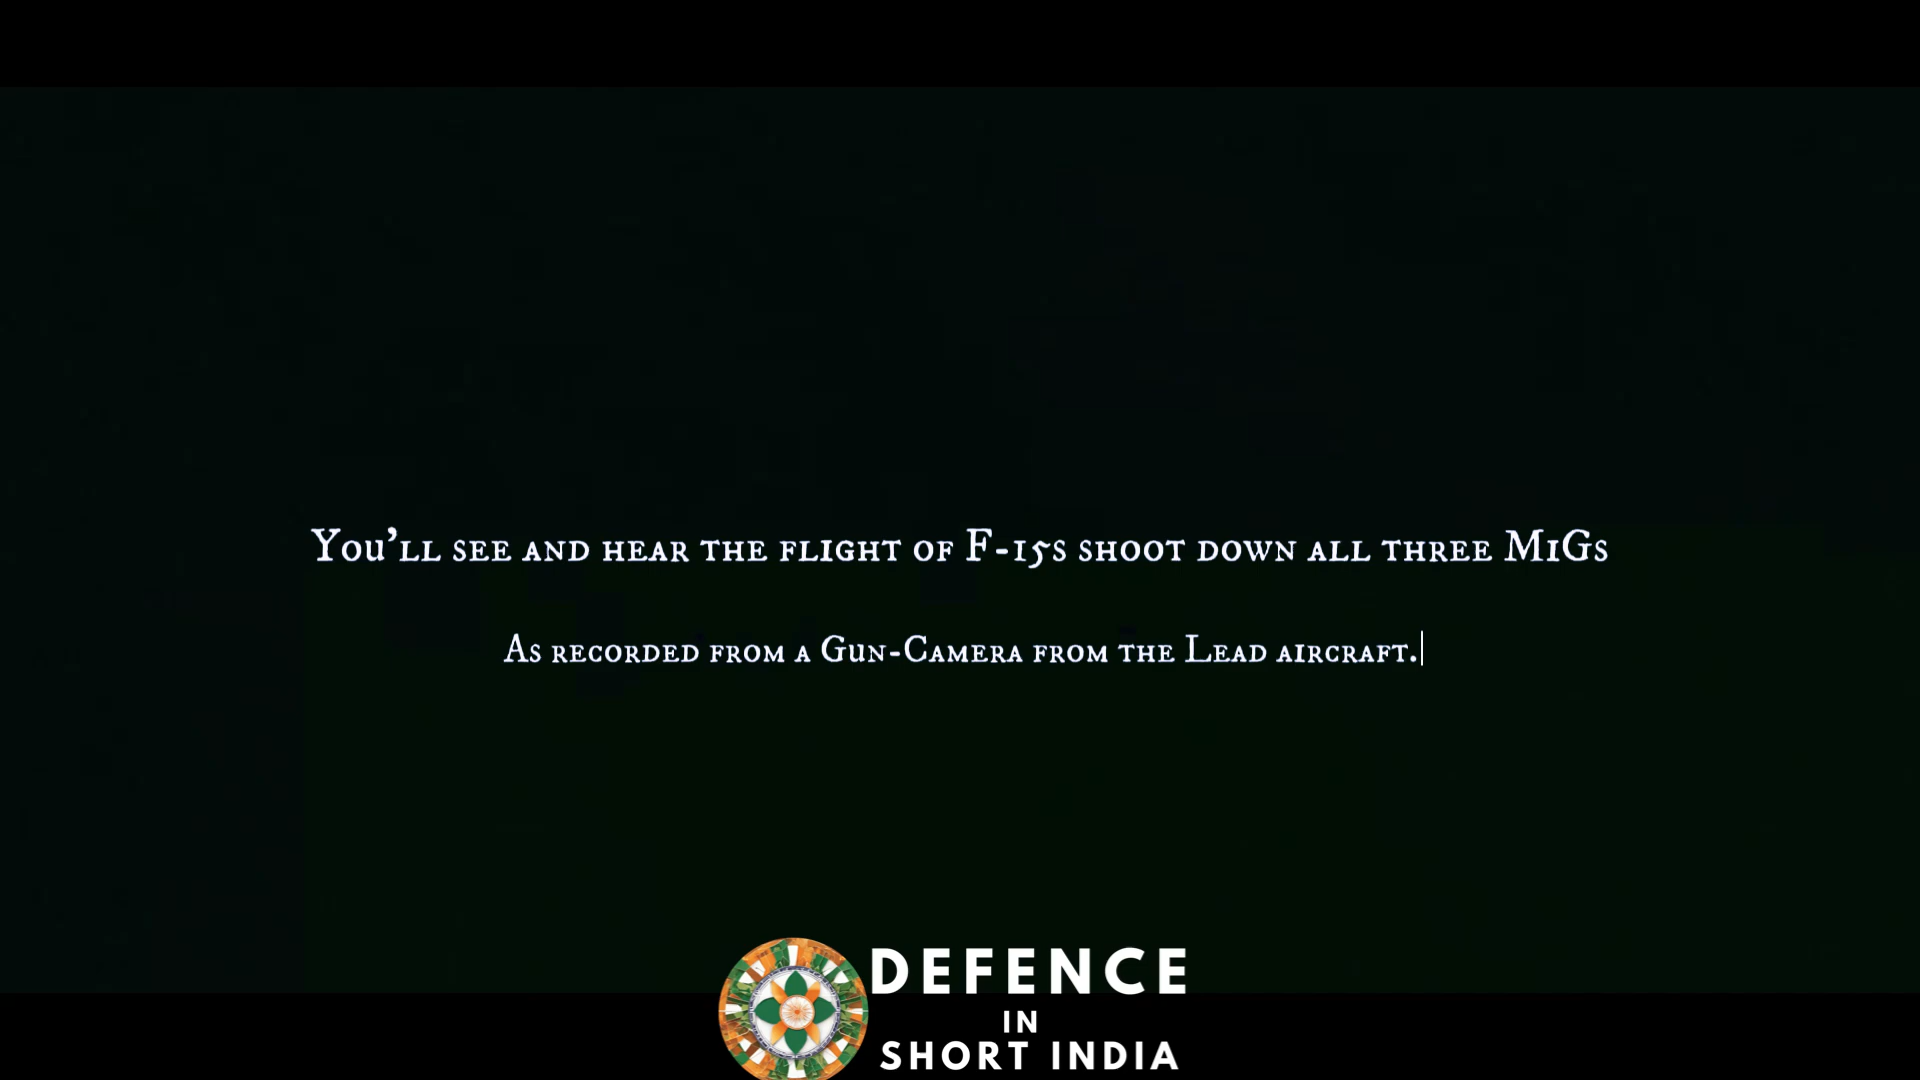 You'll see and hear the flight of F-15s shoot down all three MiGs
As recorded from a Gun-Camera from the Lead aircraft.
DEFENCE
IN
SHORT INDIA